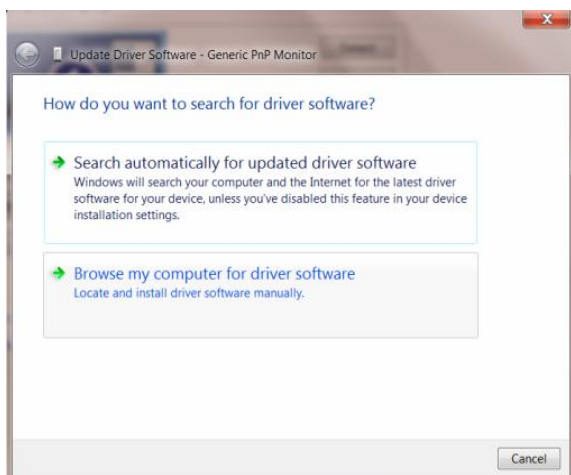 Update Driver Software - Generic PnP Monitor
How do you want to search for driver software?
Search automatically for updated driver software
Windows will search your computer and the Internet for the latest driver
software for your device, unless you've disabled this feature in your device
installation settings.
Browse my computer for driver software
Locate and install driver software manually.
Cancel